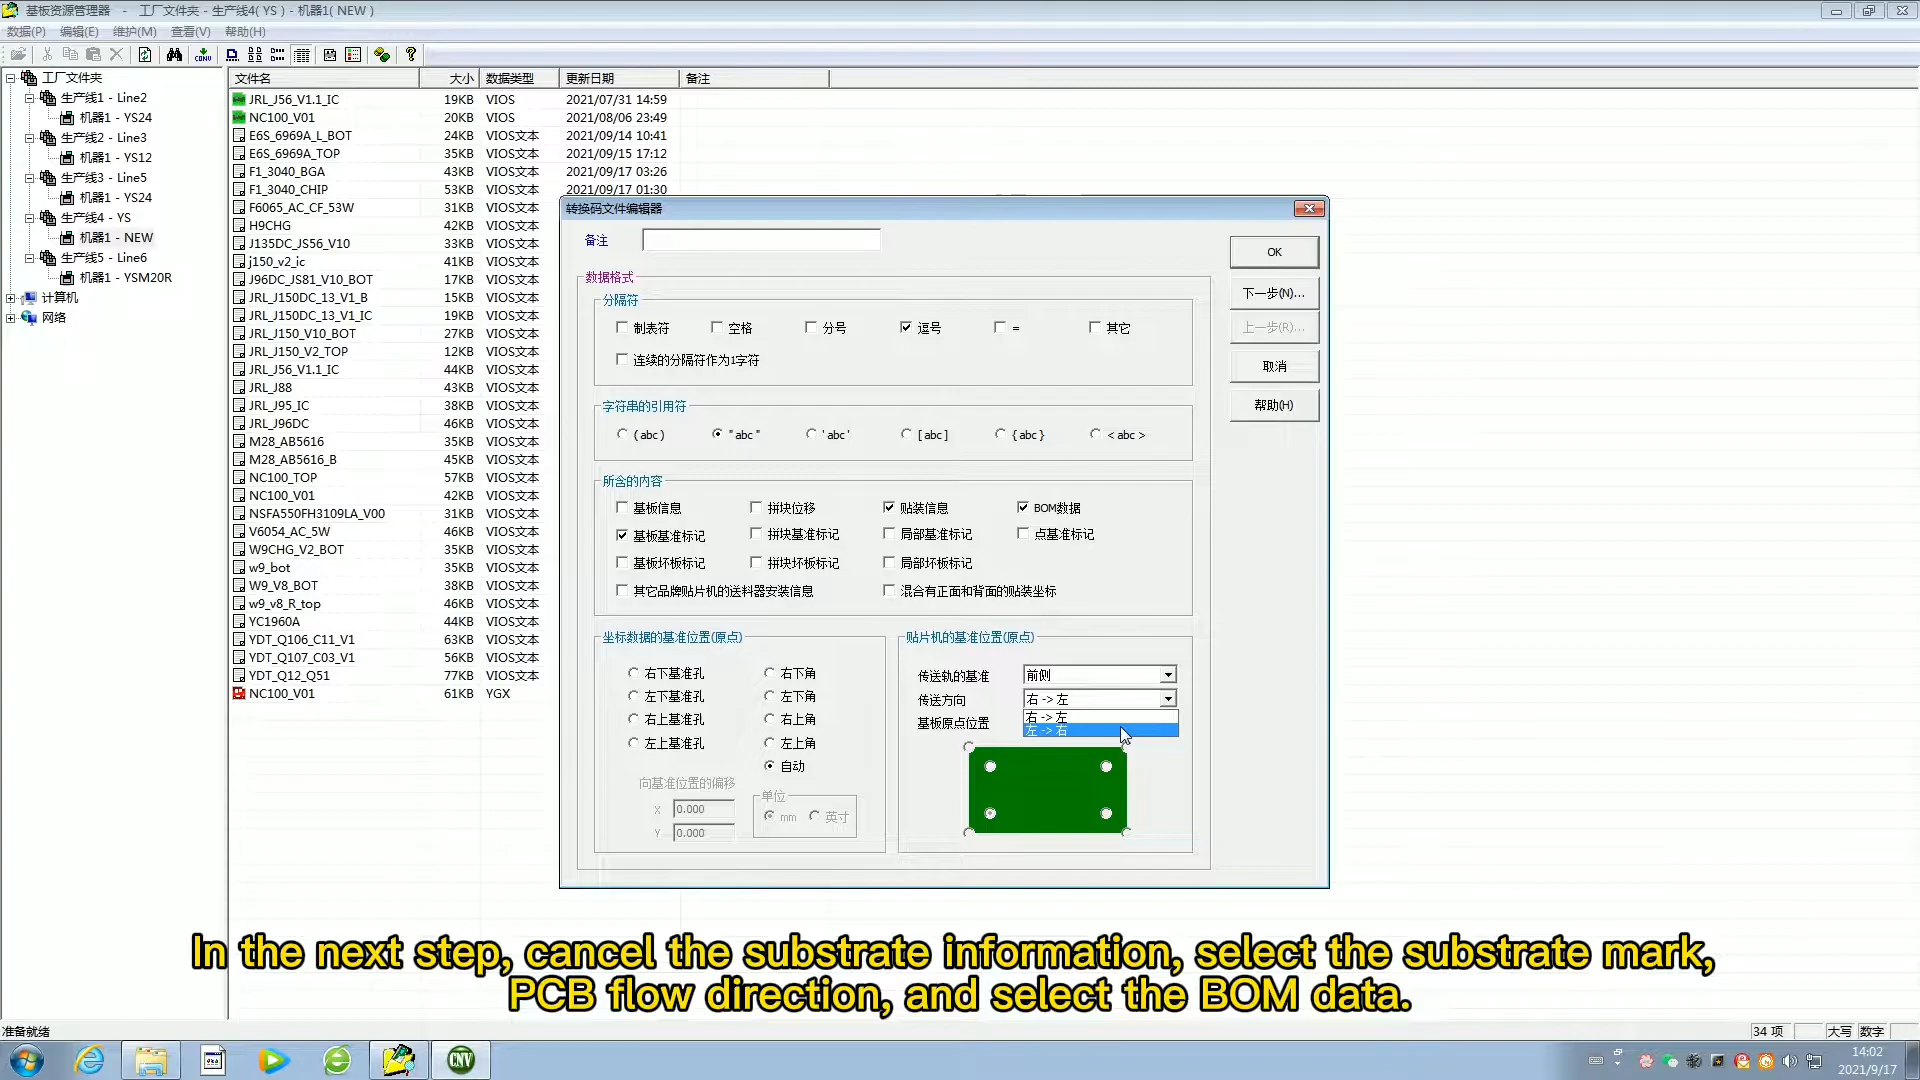 基板资源管理器 - 工厂文件夹 - 生产线4( YS ) - 机器1( NEW )
数据(P) 编辑(E) 维护(M) 查看(V) 帮助(H)
CONV
工厂文件夹
生产线1 - Line2
机器1 - YS24
生产线2 - Line3
机器1 - YS12
生产线3 - Line5
机器1 - YS24
生产线4 - YS
机器1 - NEW
生产线5 - Line6
机器1 - YSM20R
计算机
网络
文件名 大小 数据类型 更新日期 备注
JRL_J56_V1.1_IC 19KB VIOS 2021/07/31 14:59
NC100_V01 20KB VIOS 2021/08/06 23:49
E6S_6969A_L_BOT 24KB VIOS文本 2021/09/14 10:41
E6S_6969A_TOP 35KB VIOS文本 2021/09/15 17:12
F1_3040_BGA 43KB VIOS文本 2021/09/17 03:26
F1_3040_CHIP 53KB VIOS文本 2021/09/17 01:30
F6065_AC_CF_53W 31KB VIOS文本
H9CHG 42KB VIOS文本
J135DC_JS56_V10 33KB VIOS文本
j150_v2_ic 41KB VIOS文本
J96DC_JS81_V10_BOT 17KB VIOS文本
JRL_J150DC_13_V1_B 15KB VIOS文本
JRL_J150DC_13_V1_IC 19KB VIOS文本
JRL_J150_V10_BOT 27KB VIOS文本
JRL_J150_V2_TOP 12KB VIOS文本
JRL_J56_V1.1_IC 44KB VIOS文本
JRL_J88 43KB VIOS文本
JRL_J95_IC 38KB VIOS文本
JRL_J96DC 46KB VIOS文本
M28_AB5616 35KB VIOS文本
M28_AB5616_B 45KB VIOS文本
NC100_TOP 57KB VIOS文本
NC100_V01 42KB VIOS文本
NSFA550FH3109LA_V00 31KB VIOS文本
V6054_AC_5W 46KB VIOS文本
W9CHG_V2_BOT 35KB VIOS文本
w9_bot 35KB VIOS文本
W9_V8_BOT 38KB VIOS文本
w9_v8_R_top 46KB VIOS文本
YC1960A 44KB VIOS文本
YDT_Q106_C11_V1 63KB VIOS文本
YDT_Q107_C03_V1 56KB VIOS文本
YDT_Q12_Q51 77KB VIOS文本
NC100_V01 61KB YGX
转换码文件编辑器
备注
OK
下一步(N)...
上一步(R)...
取消
帮助(H)
数据格式
分隔符
制表符 空格 分号 逗号 = 其它
连续的分隔符作为1字符
字符串的引用符
(abc) "abc" 'abc' [abc] {abc} <abc>
所含的内容
基板信息 拼块位移 贴装信息 BOM数据
基板基准标记 拼块基准标记 局部基准标记 点基准标记
基板坏板标记 拼块坏板标记 局部坏板标记
其它品牌贴片机的送料器安装信息 混合有正面和背面的贴装坐标
坐标数据的基准位置(原点)
右下基准孔 右下角
左下基准孔 左下角
右上基准孔 右上角
左上基准孔 左上角
自动
向基准位置的偏移
X 0.000
Y 0.000
单位
mm 英寸
贴片机的基准位置(原点)
传送轨的基准 前侧
传送方向 右 -> 左
右 -> 左
左 -> 右
基板原点位置
In the next step, cancel the substrate information, select the substrate mark,
PCB flow direction, and select the BOM data.
准备就绪
34 项 大写 数字
CNV
14:02
2021/9/17